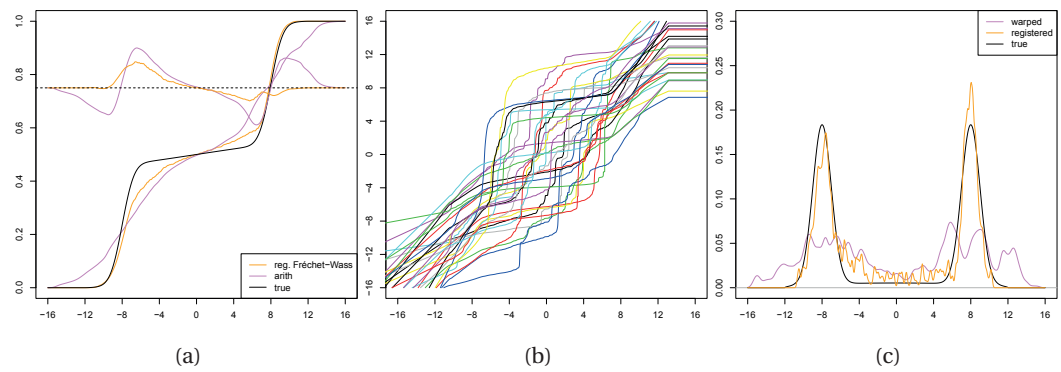 1.0
0.8
0.6
0.4
0.2
0.0
reg. Fréchet−Wass
arith
true
−16 −12 −8 −4 0 4 8 12 16
(a)
16
12
8
4
0
−4
−8
−12
−16
−16 −12 −8 −4 0 4 8 12 16
(b)
0.30
0.25
0.20
0.15
0.10
0.05
0.00
warped
registered
true
−16 −12 −8 −4 0 4 8 12 16
(c)